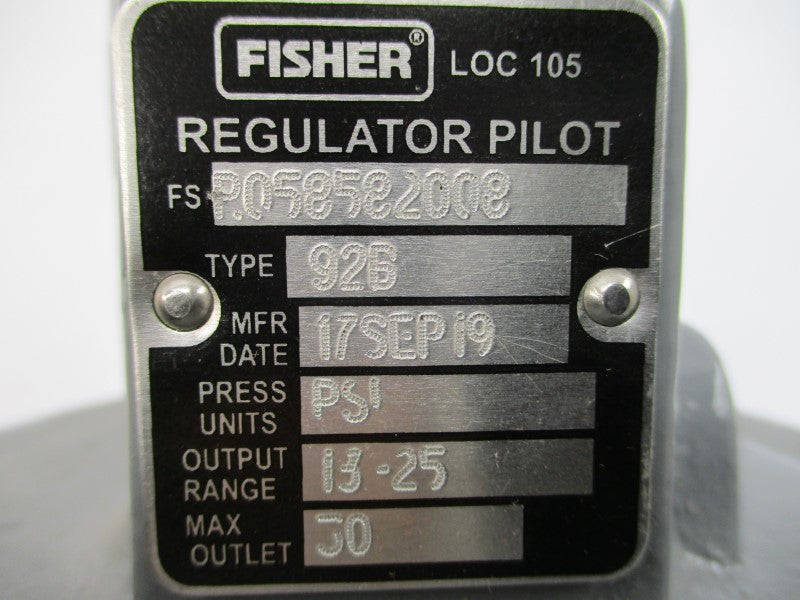 FISHER® LOC 105
REGULATOR PILOT
FS P.058582008
TYPE 92B
MFR DATE 17SEP19
PRESS UNITS PSI
OUTPUT RANGE 13-25
MAX OUTLET